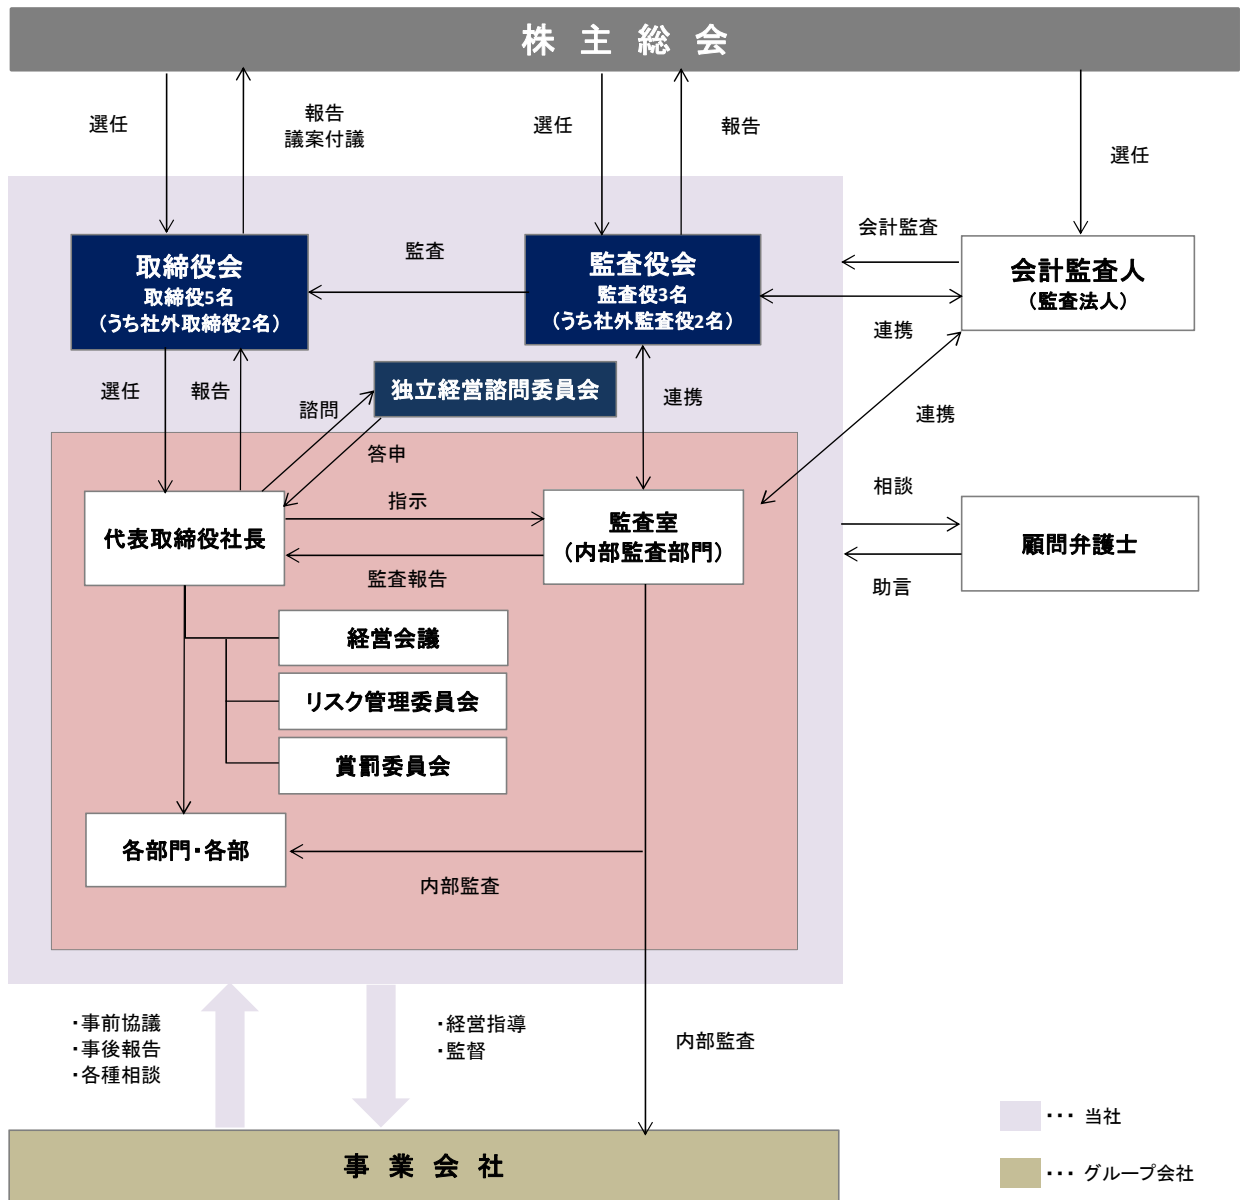 株主総会
選任
報告
議案付議
選任
報告
選任
取締役会
取締役5名
（うち社外取締役2名）
監査
監査役会
監査役3名
（うち社外監査役2名）
会計監査
会計監査人
（監査法人）
連携
選任
報告
諮問
独立経営諮問委員会
答申
連携
連携
代表取締役社長
指示
監査報告
監査室
（内部監査部門）
相談
顧問弁護士
助言
経営会議
リスク管理委員会
賞罰委員会
各部門・各部
内部監査
・事前協議
・事後報告
・各種相談
・経営指導
・監督
内部監査
事業会社
・・・ 当社
・・・ グループ会社